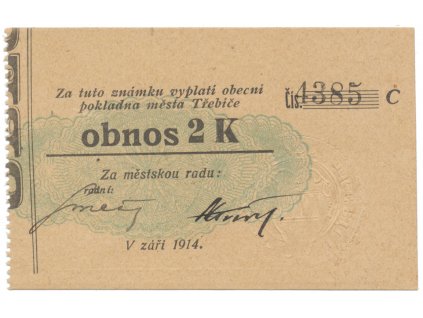 Za tuto známku vyplatí obecní
pokladna města Třebíče
Čís. 4385 C
obnos 2 K
Za městskou radu:
radní:
V září 1914.